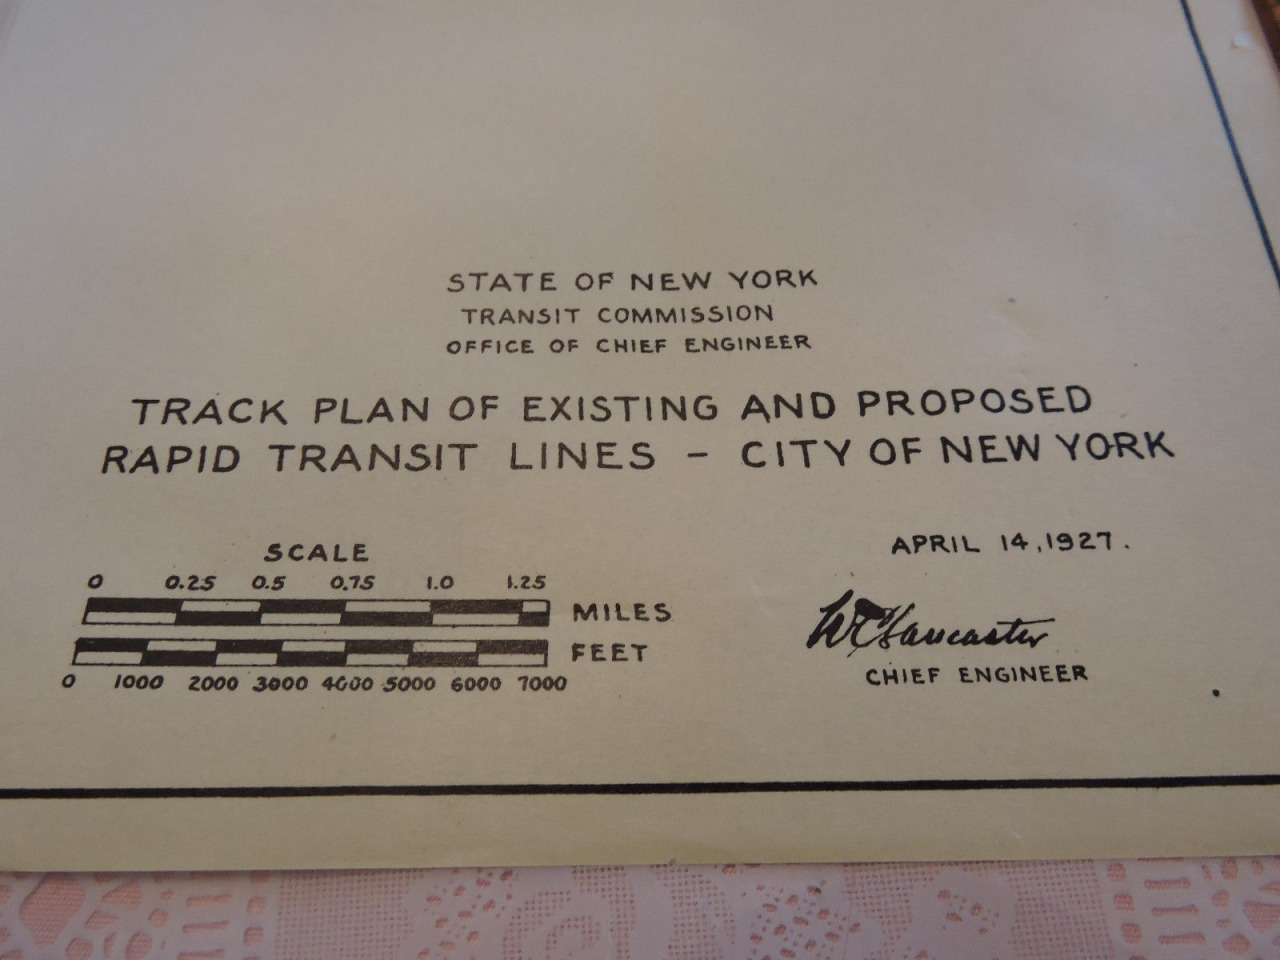 STATE OF NEW YORK
TRANSIT COMMISSION
OFFICE OF CHIEF ENGINEER
TRACK PLAN OF EXISTING AND PROPOSED
RAPID TRANSIT LINES - CITY OF NEW YORK
APRIL 14, 1927.
SCALE
0 0.25 0.5 0.75 1.0 1.25
MILES
FEET
0 1000 2000 3000 4000 5000 6000 7000
Lancaster
CHIEF ENGINEER